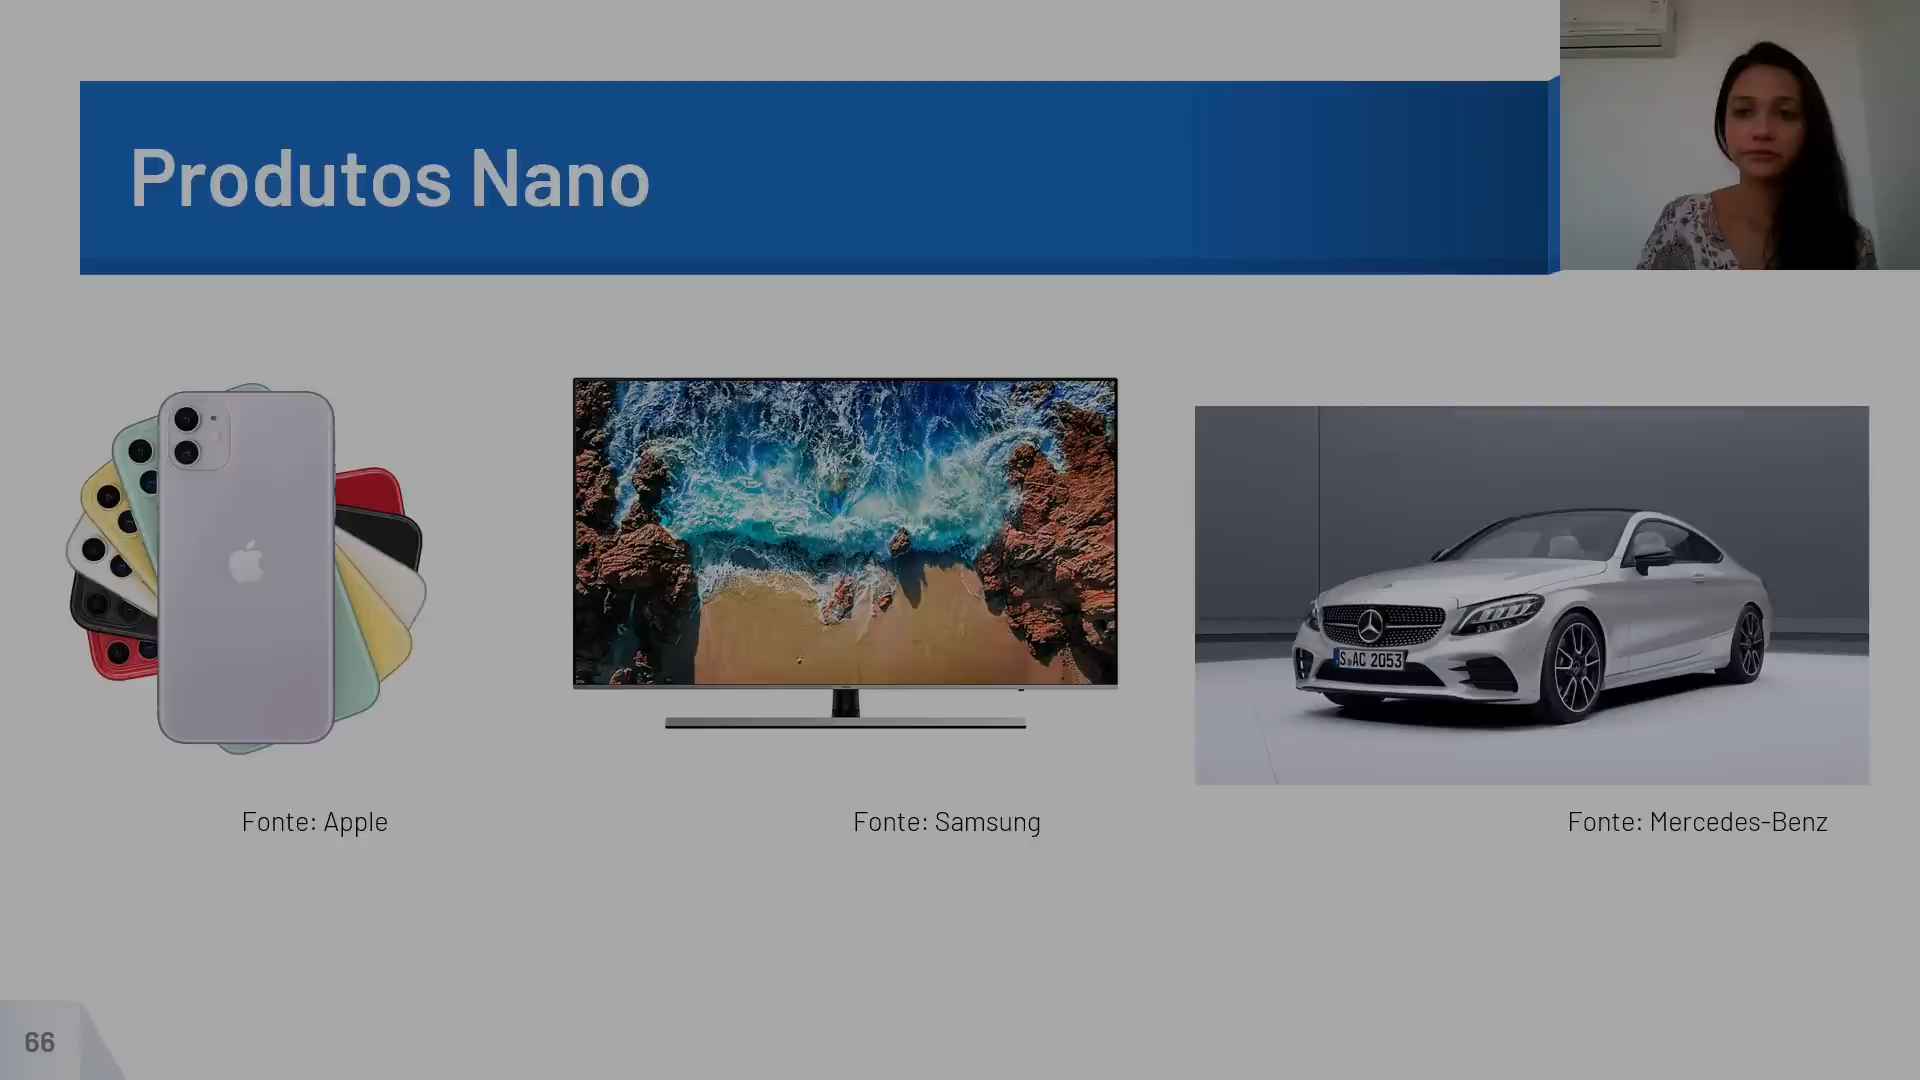 Produtos Nano
S AC 2053
Fonte: Apple
Fonte: Samsung
Fonte: Mercedes-Benz
66